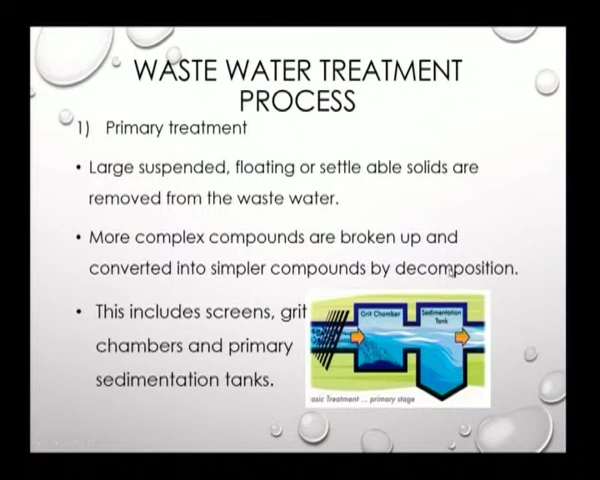 WASTE WATER TREATMENT
PROCESS
1) Primary treatment
• Large suspended, floating or settle able solids are
removed from the waste water.
• More complex compounds are broken up and
converted into simpler compounds by decomposition.
• This includes screens, grit
chambers and primary
sedimentation tanks.
Grit Chamber
Sedimentation
Tank
asic Treatment ... primary stage